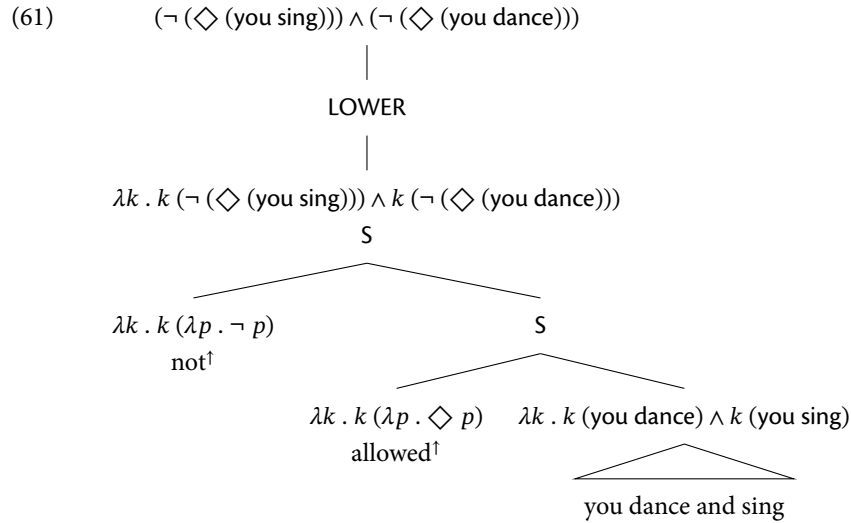 (61) (¬ (◇ (you sing))) ∧ (¬ (◇ (you dance)))
LOWER
λk . k (¬ (◇ (you sing))) ∧ k (¬ (◇ (you dance)))
S
λk . k (λp . ¬ p) S
not↑
λk . k (λp . ◇ p) λk . k (you dance) ∧ k (you sing)
allowed↑
you dance and sing